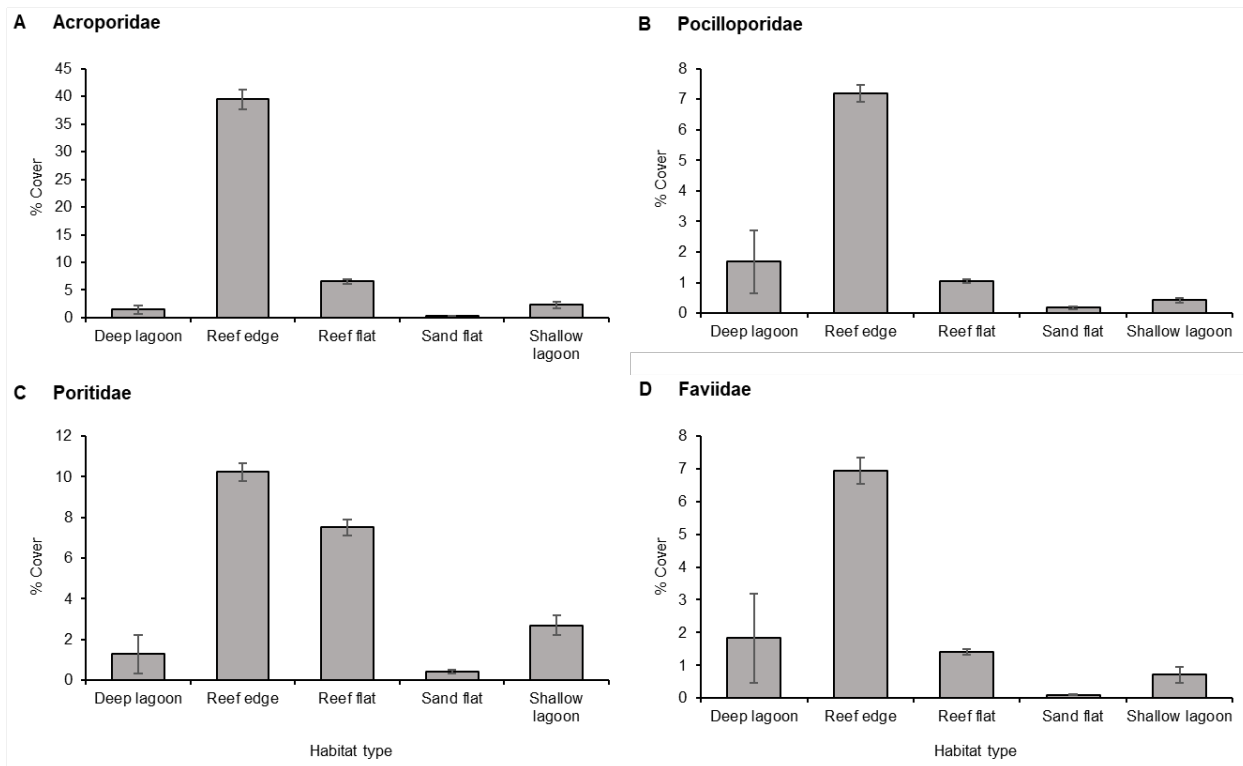 A Acroporidae
% Cover
45
40
35
30
25
20
15
10
5
0
Deep lagoon Reef edge Reef flat Sand flat Shallow
lagoon
B Pocilloporidae
% Cover
8
7
6
5
4
3
2
1
0
Deep lagoon Reef edge Reef flat Sand flat Shallow lagoon
C Poritidae
% Cover
12
10
8
6
4
2
0
Deep lagoon Reef edge Reef flat Sand flat Shallow
lagoon
Habitat type
D Faviidae
% Cover
8
7
6
5
4
3
2
1
0
Deep lagoon Reef edge Reef flat Sand flat Shallow lagoon
Habitat type